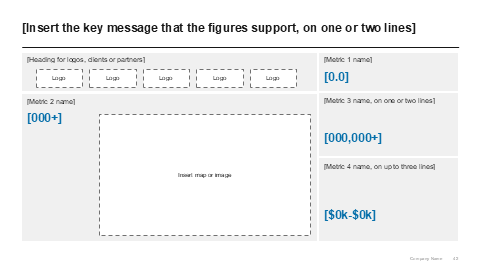 [Insert the key message that the figures support, on one or two lines]
[Heading for logos, clients or partners]
Logo
Logo
Logo
Logo
Logo
[Metric 1 name]
[0.0]
[Metric 2 name]
[000+]
Insert map or image
[Metric 3 name, on one or two lines]
[000,000+]
[Metric 4 name, on up to three lines]
[$0k-$0k]
Company Name